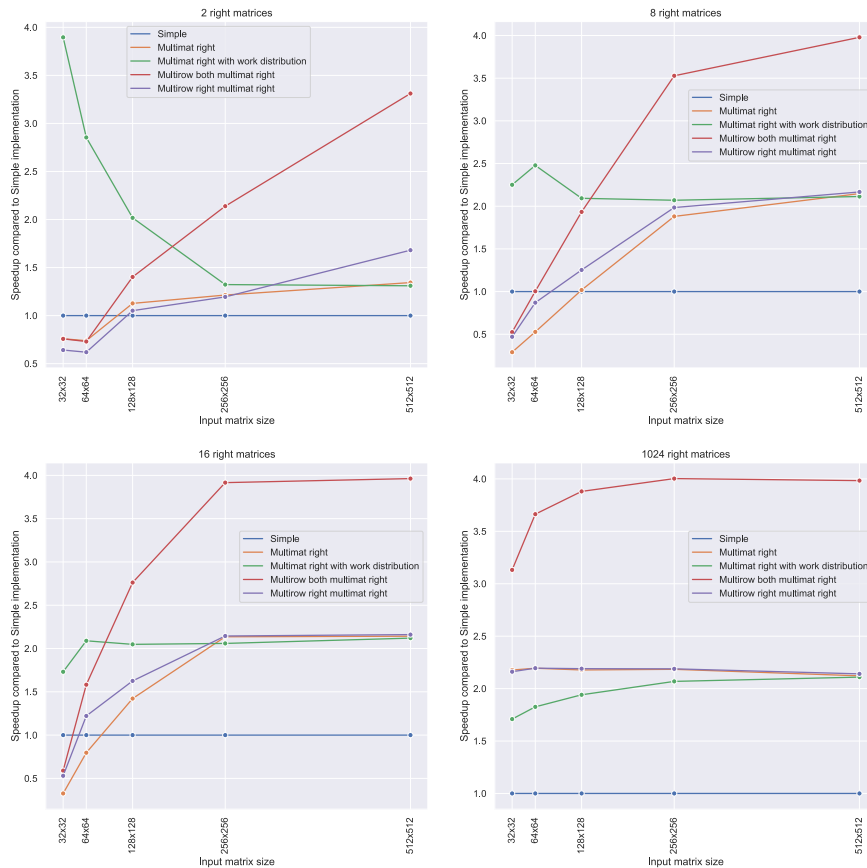 2 right matrices
4.0
3.5
3.0
2.5
2.0
1.5
1.0
0.5
Speedup compared to Simple implementation
Simple
Multimat right
Multimat right with work distribution
Multirow both multimat right
Multirow right multimat right
32x32
64x64
128x128
256x256
512x512
Input matrix size
8 right matrices
4.0
3.5
3.0
2.5
2.0
1.5
1.0
0.5
Speedup compared to Simple implementation
Simple
Multimat right
Multimat right with work distribution
Multirow both multimat right
Multirow right multimat right
32x32
64x64
128x128
256x256
512x512
Input matrix size
16 right matrices
4.0
3.5
3.0
2.5
2.0
1.5
1.0
0.5
Speedup compared to Simple implementation
Simple
Multimat right
Multimat right with work distribution
Multirow both multimat right
Multirow right multimat right
32x32
64x64
128x128
256x256
512x512
Input matrix size
1024 right matrices
4.0
3.5
3.0
2.5
2.0
1.5
1.0
Speedup compared to Simple implementation
Simple
Multimat right
Multimat right with work distribution
Multirow both multimat right
Multirow right multimat right
32x32
64x64
128x128
256x256
512x512
Input matrix size